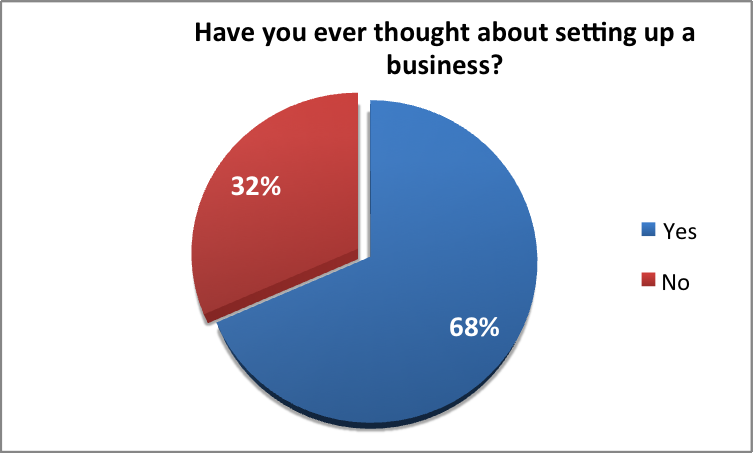 Have you ever thought about setting up a
business?
32%
Yes
No
68%